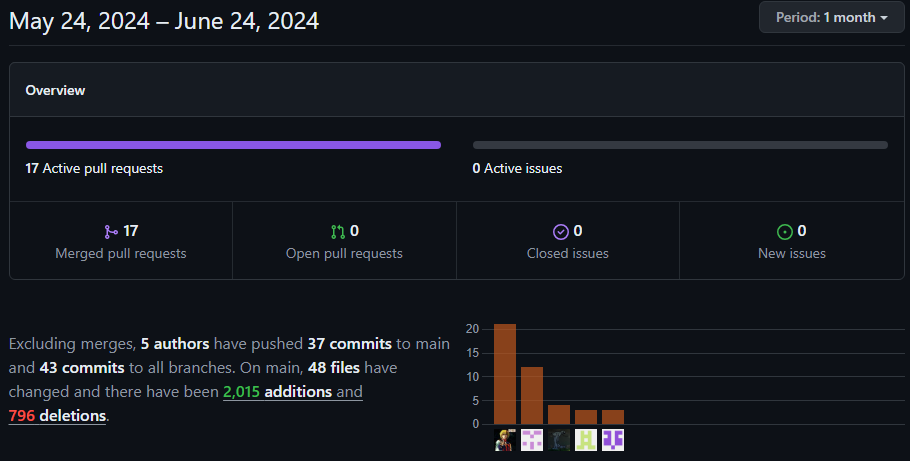 May 24, 2024 – June 24, 2024
Period: 1 month
Overview
17 Active pull requests
0 Active issues
17
Merged pull requests
0
Open pull requests
0
Closed issues
0
New issues
Excluding merges, 5 authors have pushed 37 commits to main
and 43 commits to all branches. On main, 48 files have
changed and there have been 2,015 additions and
796 deletions.
20
15
10
5
0